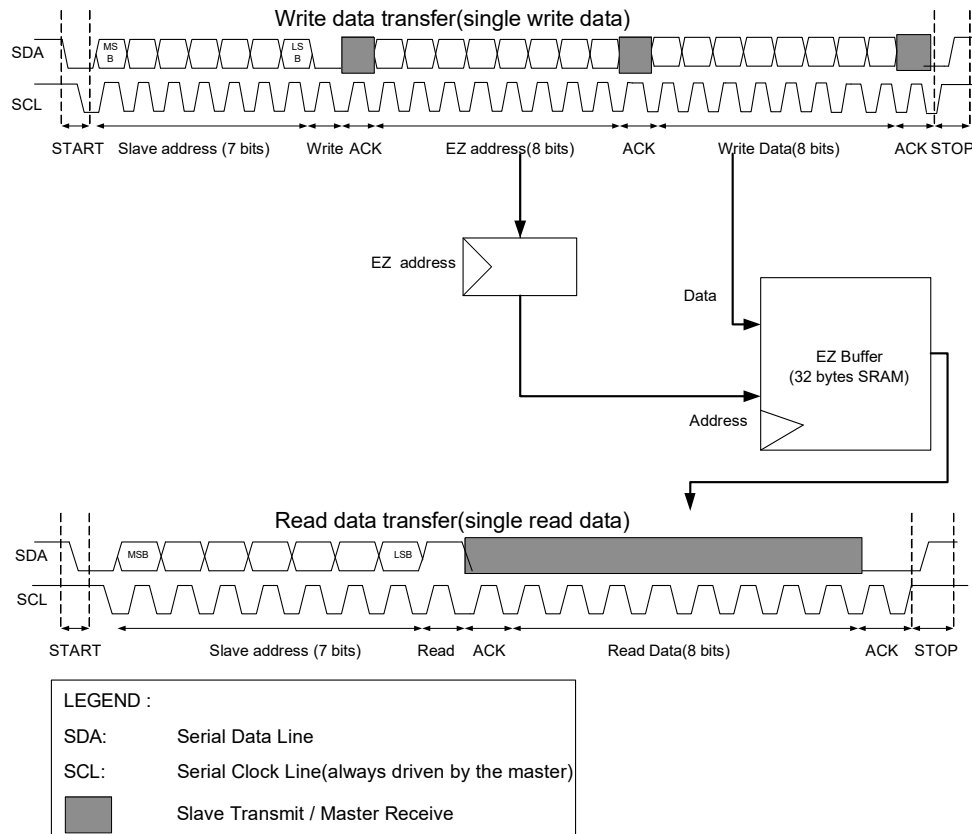 Write data transfer(single write data)
SDA
MS
B
LS
B
SCL
START Slave address (7 bits) Write ACK EZ address(8 bits) ACK Write Data(8 bits) ACK STOP
EZ address
Data
EZ Buffer
(32 bytes SRAM)
Address
Read data transfer(single read data)
SDA MSB LSB
SCL
START Slave address (7 bits) Read ACK Read Data(8 bits) ACK STOP
LEGEND :
SDA: Serial Data Line
SCL: Serial Clock Line(always driven by the master)
Slave Transmit / Master Receive